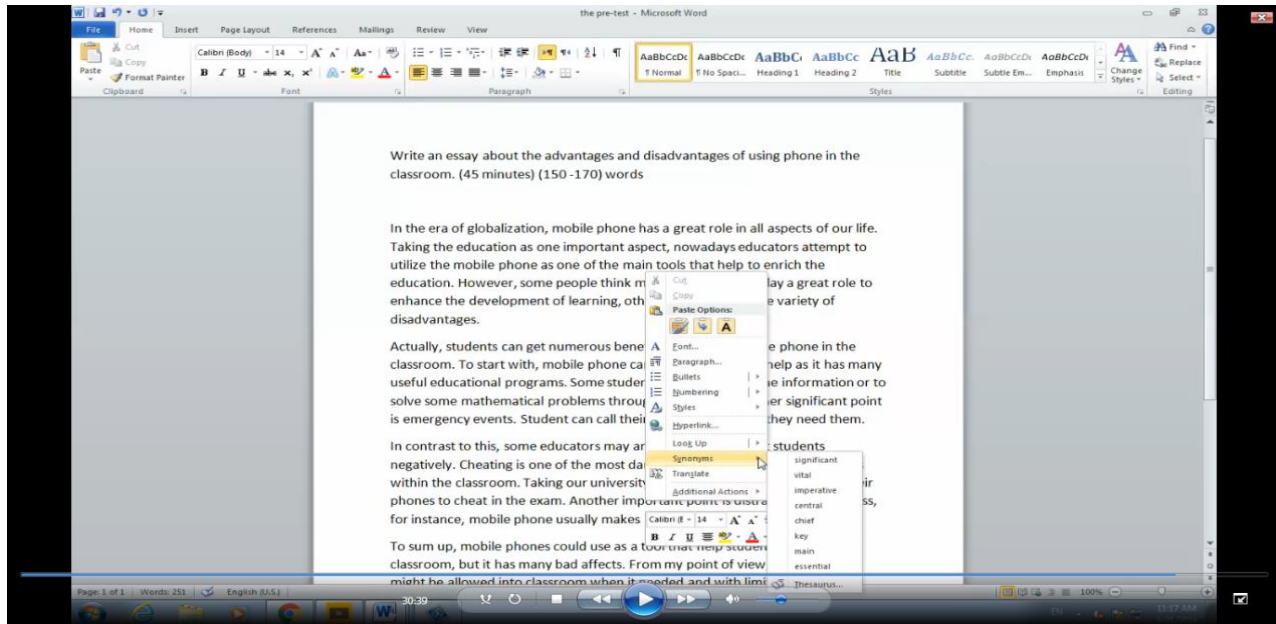 the pre-test - Microsoft Word
File Home Insert Page Layout References Mailings Review View
Cut
Copy
Paste
Format Painter
Clipboard
Calibri (Body) 14
Font
Paragraph
AaBbCcDc AaBbCcDc AaBbC AaBbCc AaB AaBbCc. AaBbCcDi AaBbCcDi
¶ Normal ¶ No Spaci... Heading 1 Heading 2 Title Subtitle Subtle Em... Emphasis
Styles
Change Styles
Find
Replace
Select
Editing
Write an essay about the advantages and disadvantages of using phone in the
classroom. (45 minutes) (150 -170) words
In the era of globalization, mobile phone has a great role in all aspects of our life.
Taking the education as one important aspect, nowadays educators attempt to
utilize the mobile phone as one of the main tools that help to enrich the
education. However, some people think m lay a great role to
enhance the development of learning, oth e variety of
disadvantages.
Actually, students can get numerous bene e phone in the
classroom. To start with, mobile phone ca help as it has many
useful educational programs. Some studen e information or to
solve some mathematical problems throug er significant point
is emergency events. Student can call thei they need them.
In contrast to this, some educators may ar students
negatively. Cheating is one of the most da
within the classroom. Taking our universit eir
phones to cheat in the exam. Another important point is distra ss,
for instance, mobile phone usually makes
To sum up, mobile phones could use as a tool that help studen
classroom, but it has many bad affects. From my point of view
might be allowed into classroom when it needed and with limi
Cut
Copy
Paste Options:
Font...
Paragraph...
Bullets
Numbering
Styles
Hyperlink...
Look Up
Synonyms
Translate
Additional Actions
significant
vital
imperative
central
chief
key
main
essential
Thesaurus...
Calibri (E 14
B I U
Page: 1 of 1 Words: 251 English (U.S.) 100%
30:39
EN 11:17 AM